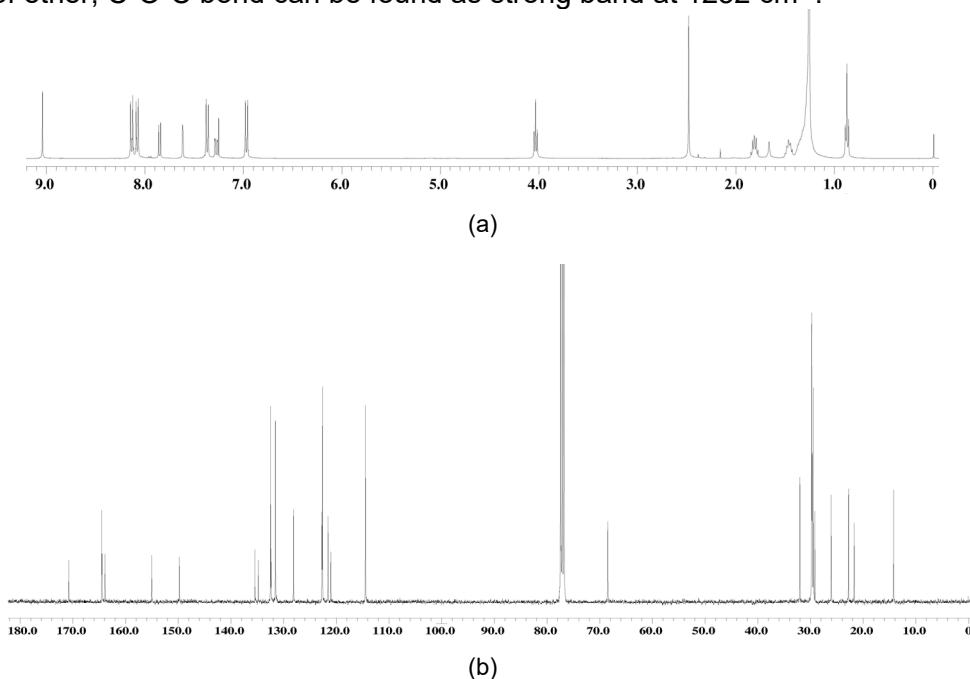 of ether, C-O-C bond can be found as strong band at 1252 cm⁻¹.
9.0 8.0 7.0 6.0 5.0 4.0 3.0 2.0 1.0 0
(a)
180.0 170.0 160.0 150.0 140.0 130.0 120.0 110.0 100.0 90.0 80.0 70.0 60.0 50.0 40.0 30.0 20.0 10.0 0
(b)